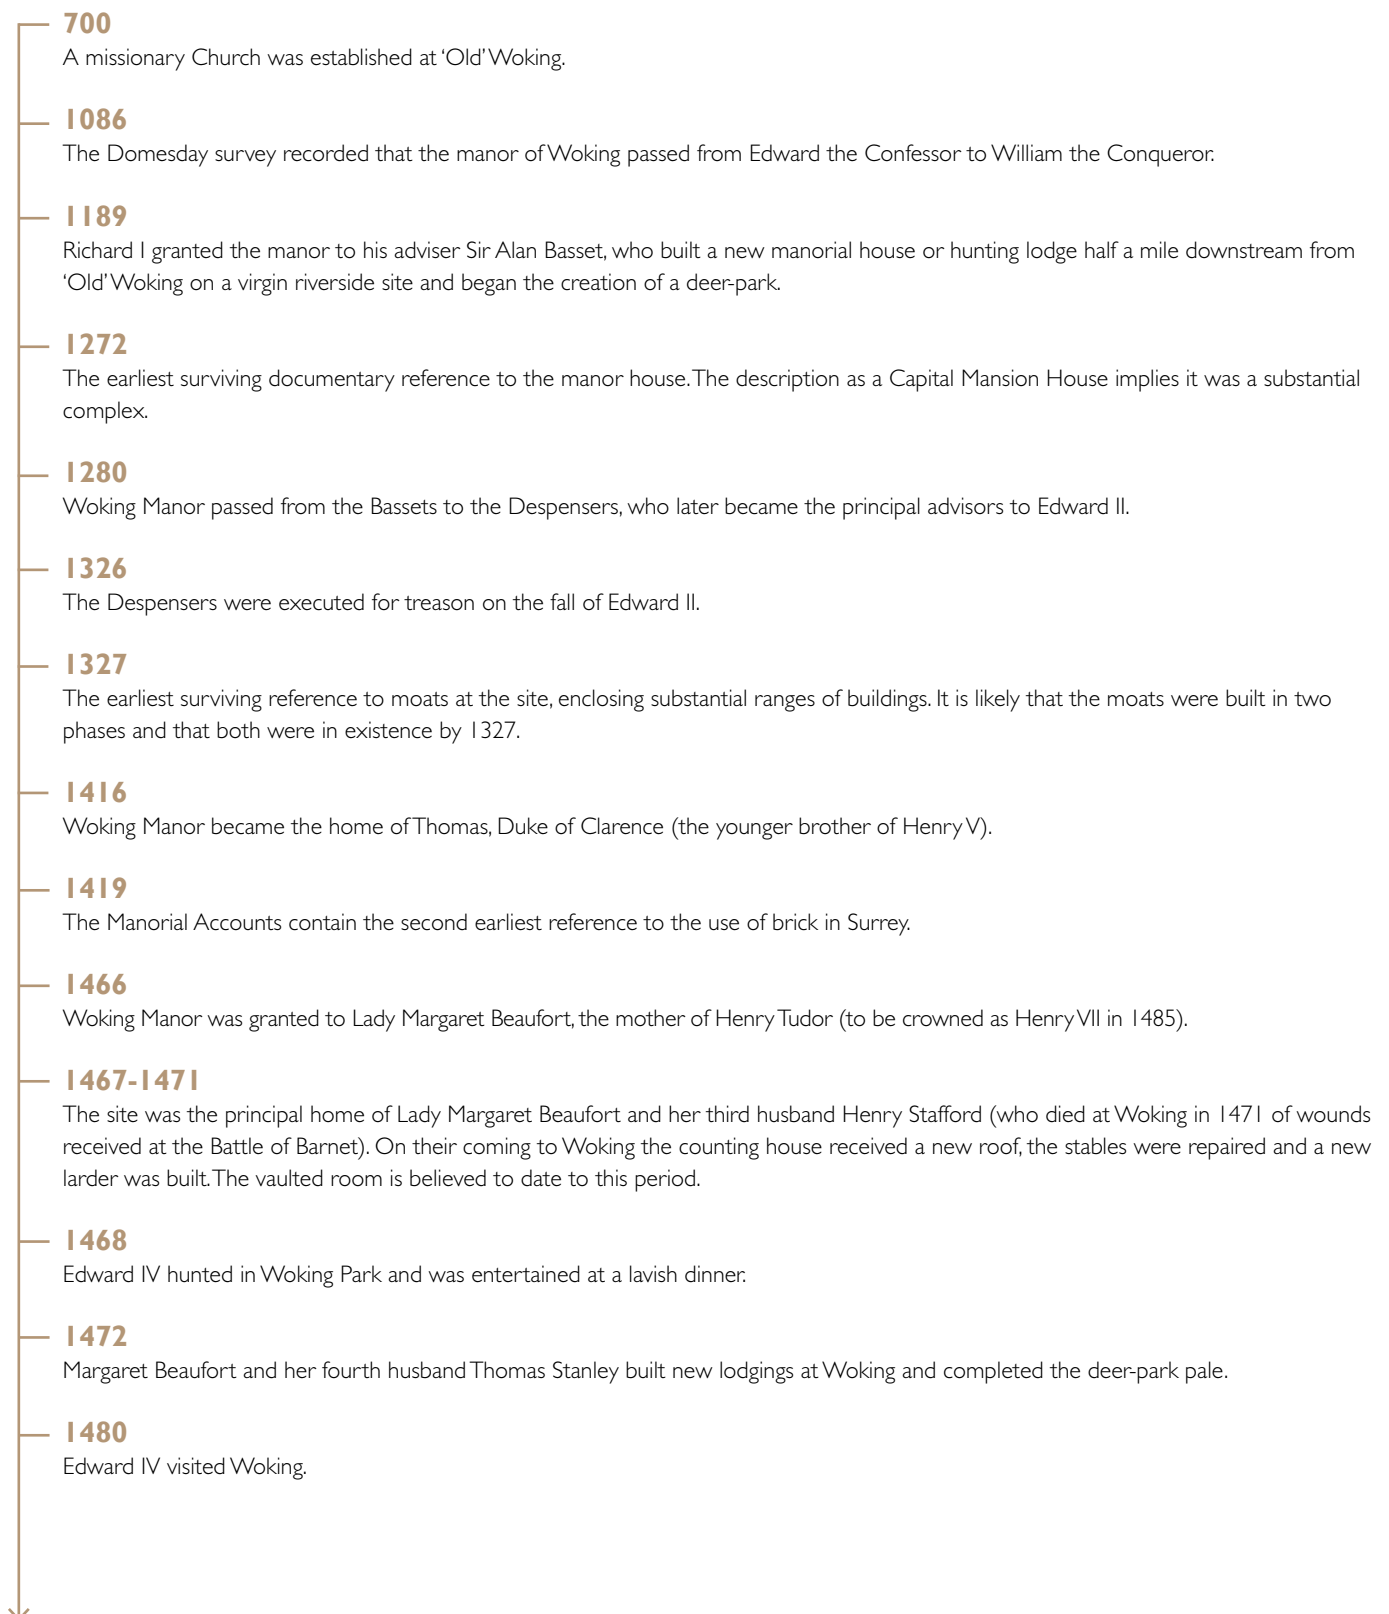 700
A missionary Church was established at ‘Old’ Woking.
1086
The Domesday survey recorded that the manor of Woking passed from Edward the Confessor to William the Conqueror.
1189
Richard I granted the manor to his adviser Sir Alan Basset, who built a new manorial house or hunting lodge half a mile downstream from
‘Old’ Woking on a virgin riverside site and began the creation of a deer-park.
1272
The earliest surviving documentary reference to the manor house. The description as a Capital Mansion House implies it was a substantial
complex.
1280
Woking Manor passed from the Bassets to the Despensers, who later became the principal advisors to Edward II.
1326
The Despensers were executed for treason on the fall of Edward II.
1327
The earliest surviving reference to moats at the site, enclosing substantial ranges of buildings. It is likely that the moats were built in two
phases and that both were in existence by 1327.
1416
Woking Manor became the home of Thomas, Duke of Clarence (the younger brother of Henry V).
1419
The Manorial Accounts contain the second earliest reference to the use of brick in Surrey.
1466
Woking Manor was granted to Lady Margaret Beaufort, the mother of Henry Tudor (to be crowned as Henry VII in 1485).
1467-1471
The site was the principal home of Lady Margaret Beaufort and her third husband Henry Stafford (who died at Woking in 1471 of wounds
received at the Battle of Barnet). On their coming to Woking the counting house received a new roof, the stables were repaired and a new
larder was built. The vaulted room is believed to date to this period.
1468
Edward IV hunted in Woking Park and was entertained at a lavish dinner.
1472
Margaret Beaufort and her fourth husband Thomas Stanley built new lodgings at Woking and completed the deer-park pale.
1480
Edward IV visited Woking.